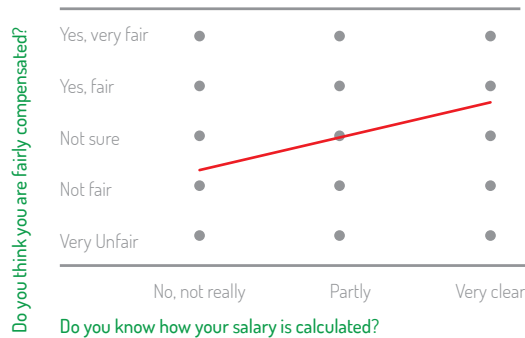 Do you think you are fairly compensated?
Yes, very fair
Yes, fair
Not sure
Not fair
Very Unfair
No, not really
Partly
Very clear
Do you know how your salary is calculated?